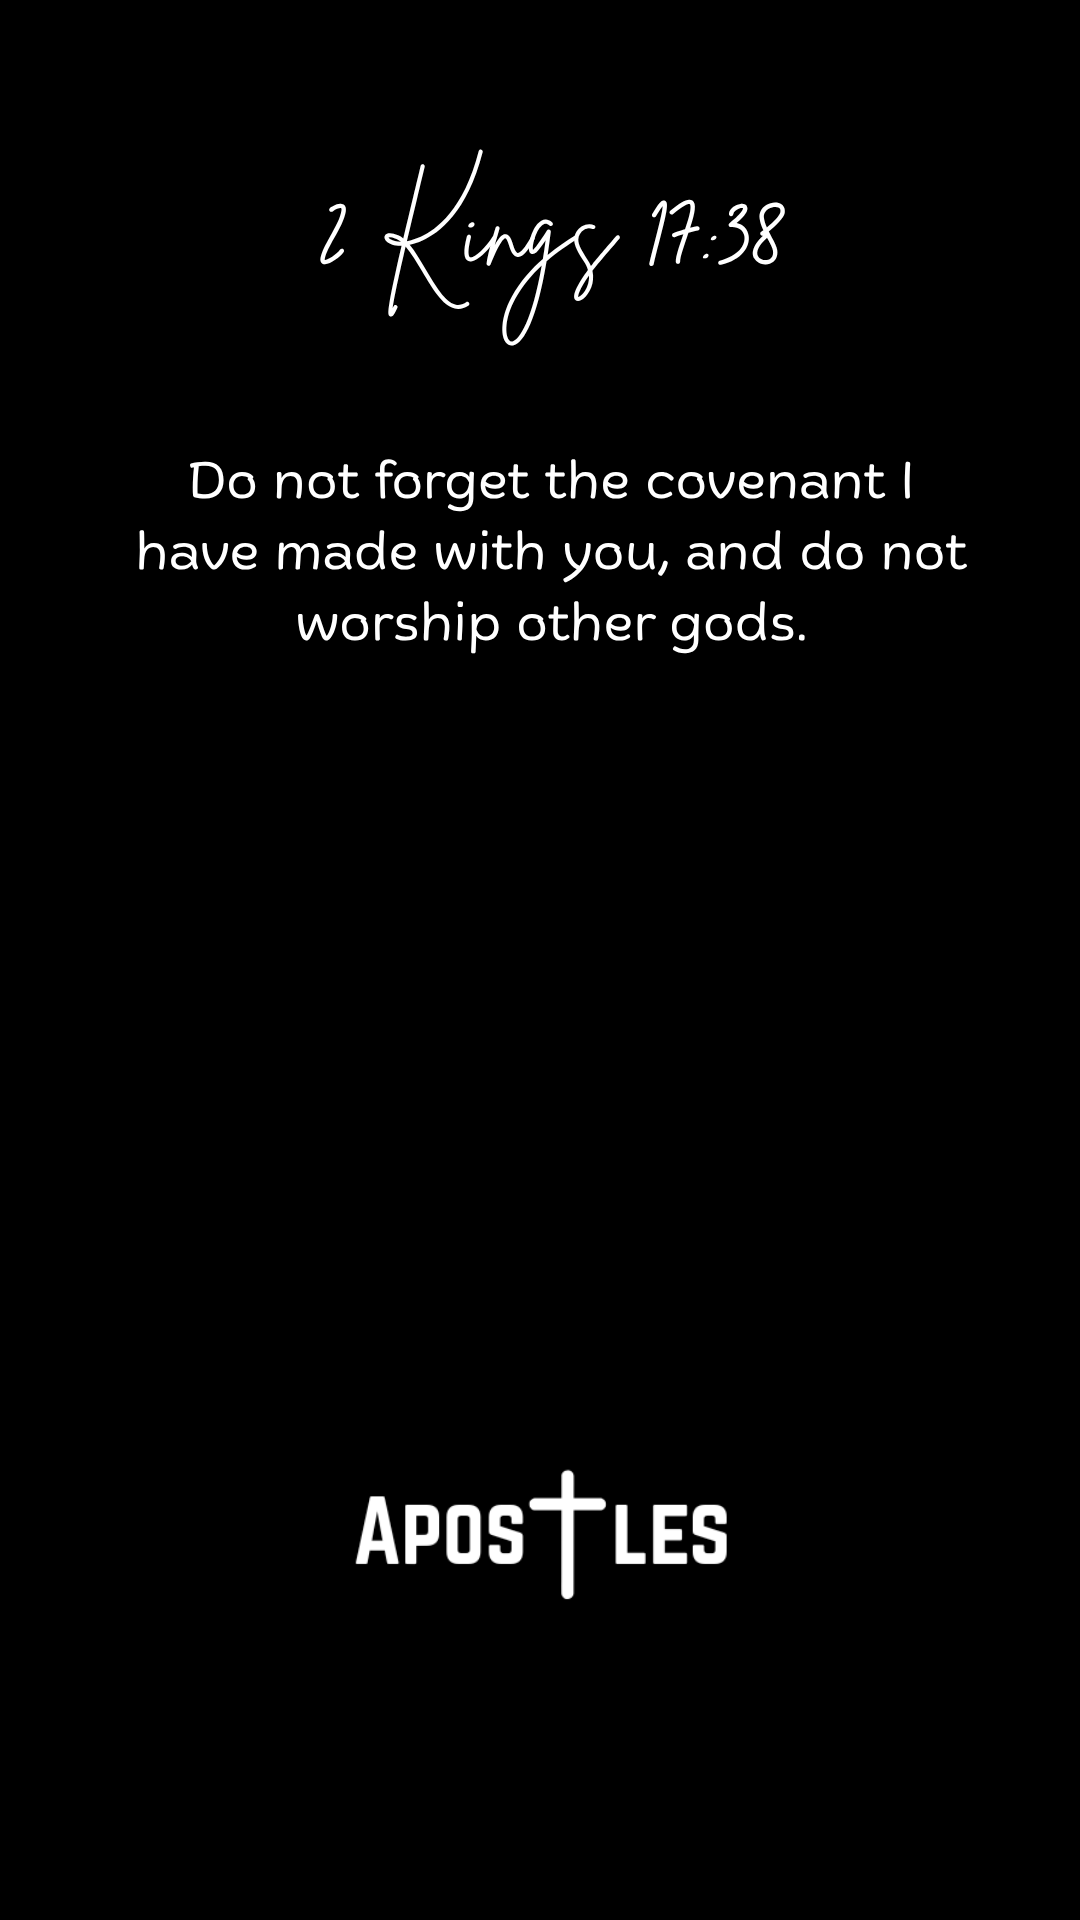 2 Kings 17:38
Do not forget the covenant I
have made with you, and do not
worship other gods.
Apostles